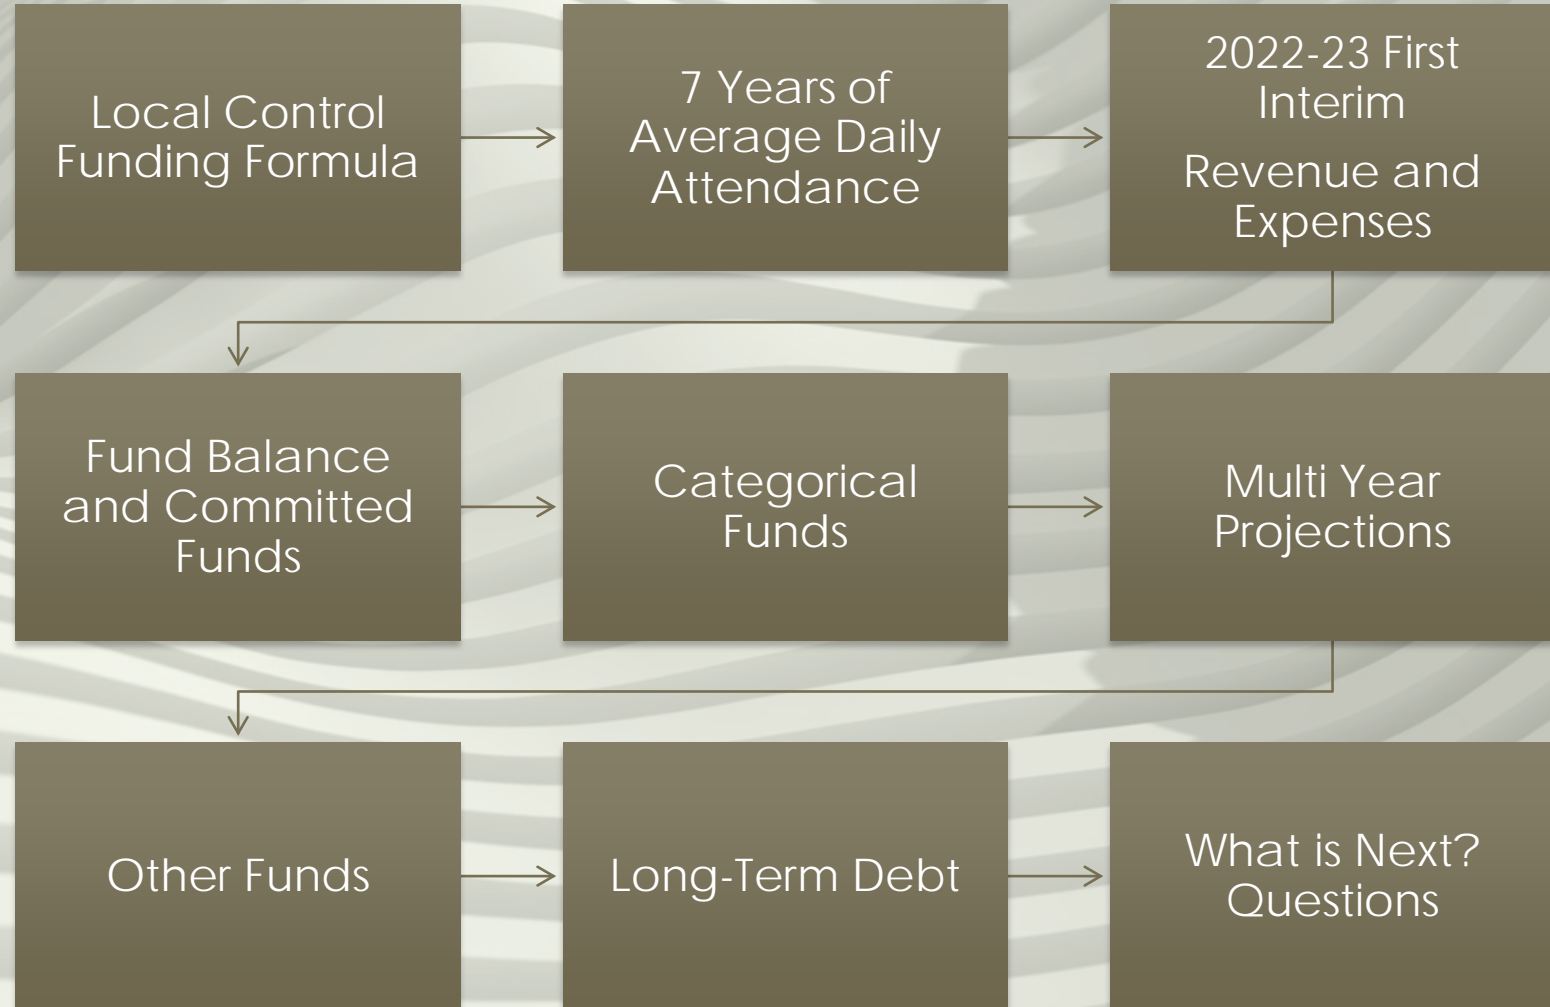 Local Control
Funding Formula
7 Years of
Average Daily
Attendance
2022-23 First
Interim
Revenue and
Expenses
Fund Balance
and Committed
Funds
Categorical
Funds
Multi Year
Projections
Other Funds
Long-Term Debt
What is Next?
Questions